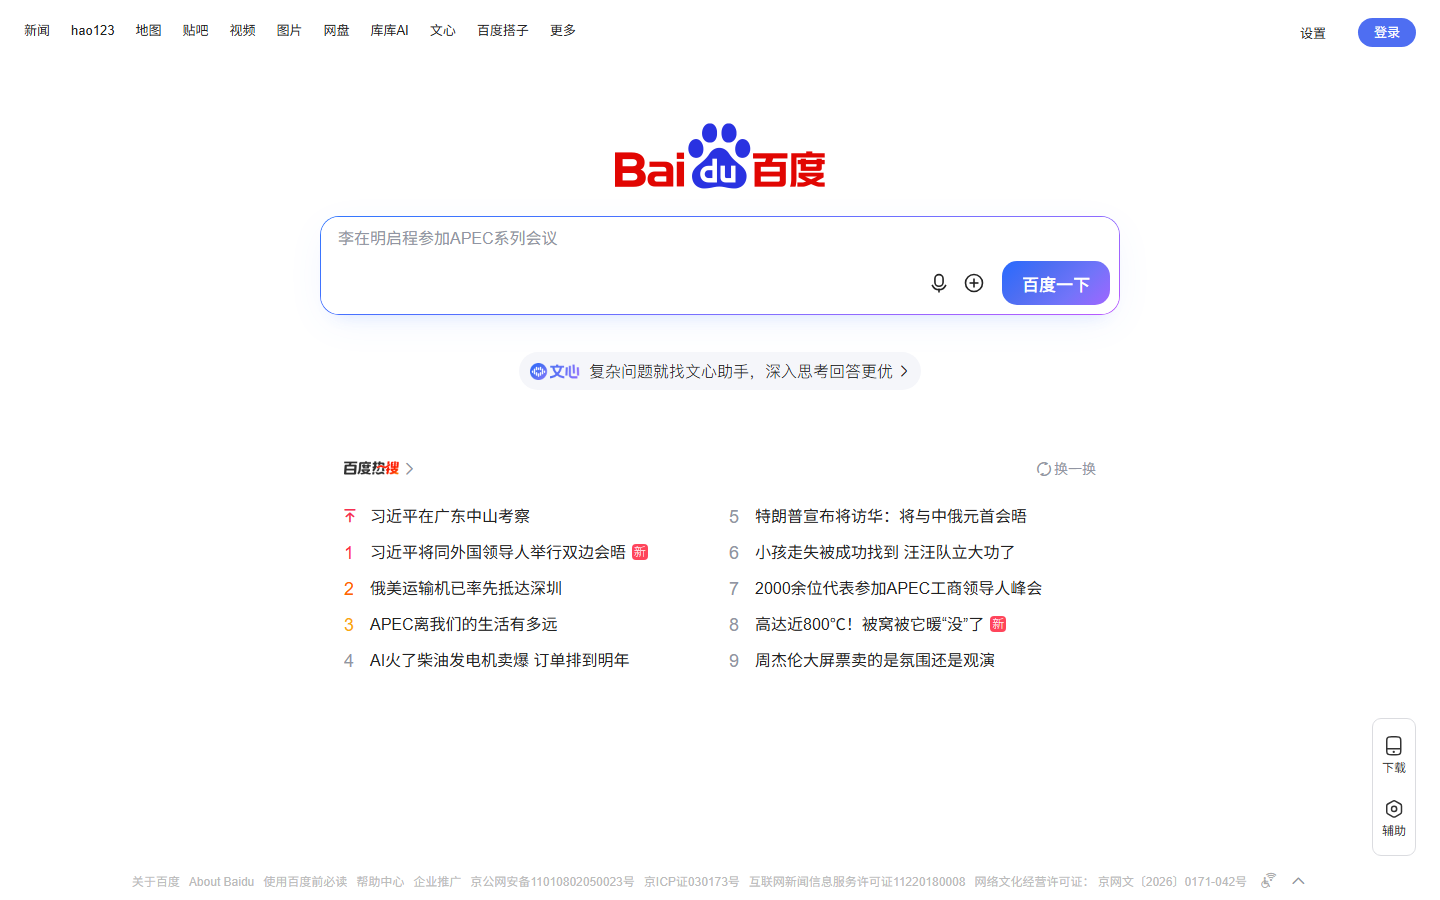 新闻 hao123 地图 贴吧 视频 图片 网盘 库库AI 文心 百度搭子 更多 设置 登录
Bai du 百度
李在明启程参加APEC系列会议
百度一下
文心 复杂问题就找文心助手，深入思考回答更优
百度热搜 换一换
习近平在广东中山考察
1 习近平将同外国领导人举行双边会晤 新
2 俄美运输机已率先抵达深圳
3 APEC离我们的生活有多远
4 AI火了柴油发电机卖爆 订单排到明年
5 特朗普宣布将访华：将与中俄元首会晤
6 小孩走失被成功找到 汪汪队立大功了
7 2000余位代表参加APEC工商领导人峰会
8 高达近800℃！被窝被它暖“没”了 新
9 周杰伦大屏票卖的是氛围还是观演
下载
辅助
关于百度 About Baidu 使用百度前必读 帮助中心 企业推广 京公网安备11010802050023号 京ICP证030173号 互联网新闻信息服务许可证11220180008 网络文化经营许可证： 京网文〔2026〕0171-042号